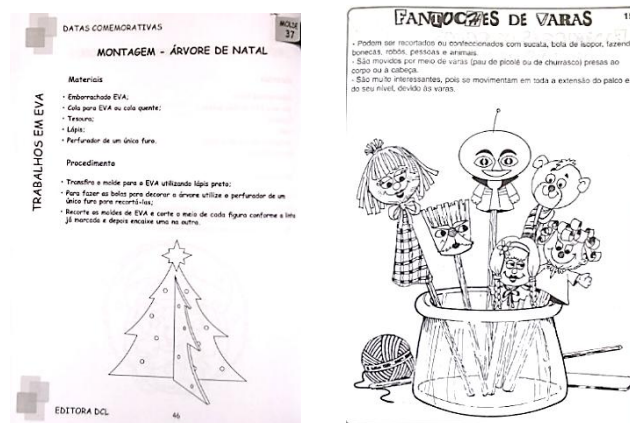 DATAS COMEMORATIVAS
MOLDE
37
MONTAGEM - ÁRVORE DE NATAL
TRABALHOS EM EVA
Materiais
• Emborrachado EVA;
• Cola para EVA ou cola quente;
• Tesoura;
• Lápis;
• Perfurador de um único furo.
Procedimento
• Transfira o molde para o EVA utilizando lápis preto;
• Para fazer as bolas para decorar a árvore utilize o perfurador de um
único furo para recortá-las;
• Recorte os moldes de EVA e corte o meio de cada figura conforme a linha
já marcada e depois encaixe uma na outra.
EDITORA DCL
46
FANTOCHES DE VARAS
- Podem ser recortados ou confeccionados com sucata, bola de isopor, fazend
bonecas, robôs, pessoas e animais.
- São movidos por meio de varas (pau de picolé ou de churrasco) presas ao
corpo ou à cabeça.
- São muito interessantes, pois se movimentam em toda a extensão do palco e
do seu nível, devido às varas.